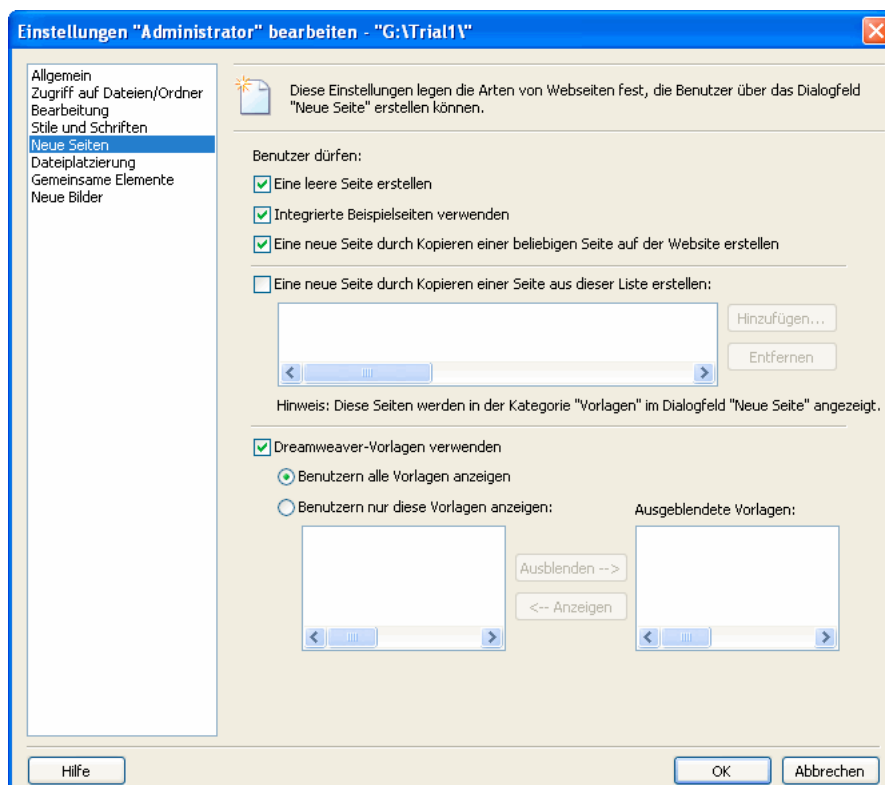 Einstellungen "Administrator" bearbeiten - "G:\Trial1\"
Allgemein
Zugriff auf Dateien/Ordner
Bearbeitung
Stile und Schriften
Neue Seiten
Dateiplatzierung
Gemeinsame Elemente
Neue Bilder
Diese Einstellungen legen die Arten von Webseiten fest, die Benutzer über das Dialogfeld
"Neue Seite" erstellen können.
Benutzer dürfen:
Eine leere Seite erstellen
Integrierte Beispielseiten verwenden
Eine neue Seite durch Kopieren einer beliebigen Seite auf der Website erstellen
Eine neue Seite durch Kopieren einer Seite aus dieser Liste erstellen:
Hinzufügen...
Entfernen
Hinweis: Diese Seiten werden in der Kategorie "Vorlagen" im Dialogfeld "Neue Seite" angezeigt.
Dreamweaver-Vorlagen verwenden
Benutzern alle Vorlagen anzeigen
Benutzern nur diese Vorlagen anzeigen:
Ausgeblendete Vorlagen:
Ausblenden -->
<-- Anzeigen
Hilfe
OK
Abbrechen